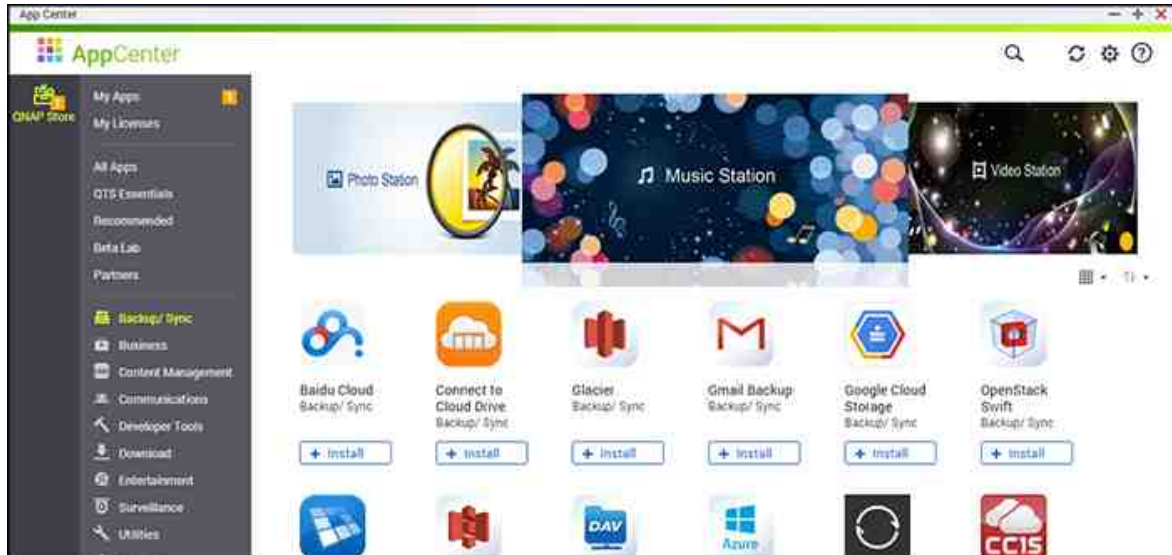 App Center
AppCenter
QNAP Store
1
My Apps
1
My Licenses
All Apps
QTS Essentials
Recommended
Beta Lab
Partners
Backup/ Sync
Business
Content Management
Communications
Developer Tools
Download
Entertainment
Surveillance
Utilities
Photo Station
Music Station
Video Station
Baidu Cloud
Backup/ Sync
+ Install
Connect to
Cloud Drive
Backup/ Sync
+ Install
Glacier
Backup/ Sync
+ Install
Gmail Backup
Backup/ Sync
+ Install
Google Cloud
Storage
Backup/ Sync
+ Install
OpenStack
Swift
Backup/ Sync
+ Install
DAV
Azure
CC1S